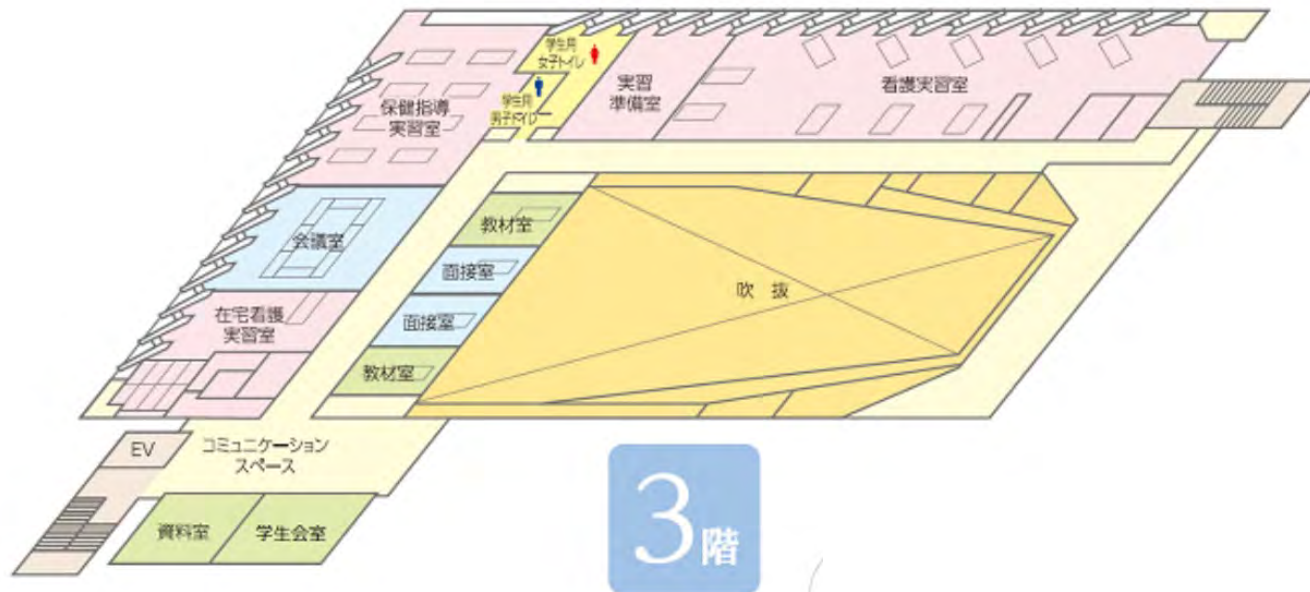 学生用
女子トイレ
学生用
男子トイレ
保健指導
実習室
実習
準備室
看護実習室
会議室
教材室
面接室
面接室
教材室
吹 抜
在宅看護
実習室
EV
コミュニケーション
スペース
資料室
学生会室
3階